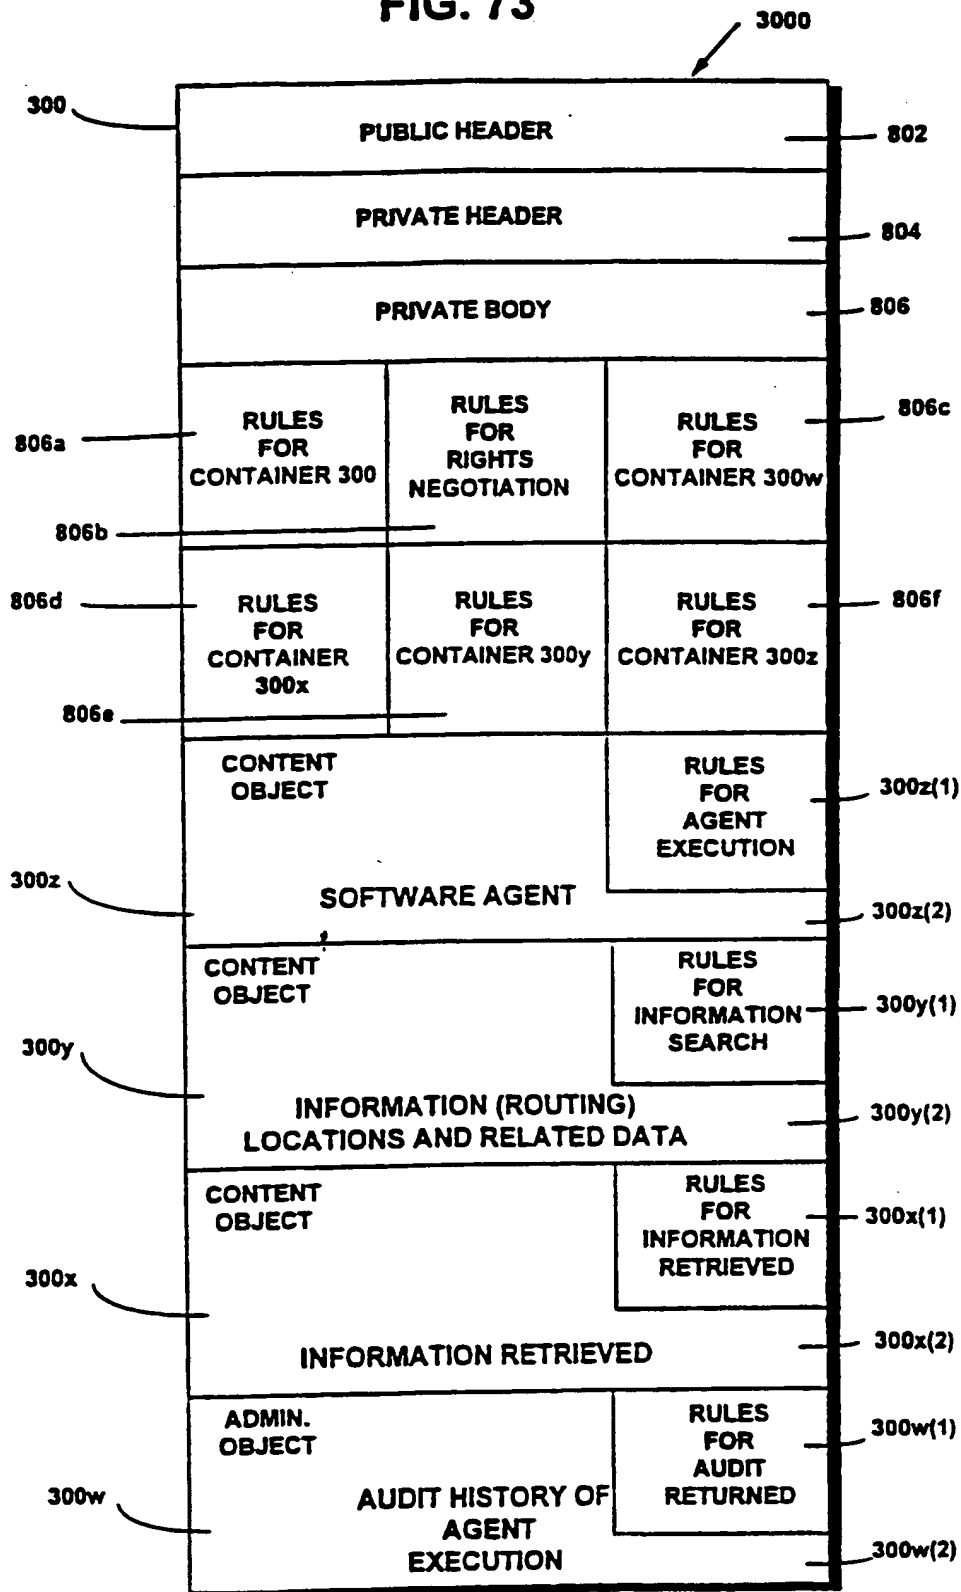 FIG. 73
3000
300
PUBLIC HEADER
802
PRIVATE HEADER
804
PRIVATE BODY
806
806a
RULES
FOR
CONTAINER 300
806b
RULES
FOR
RIGHTS
NEGOTIATION
RULES
FOR
CONTAINER 300w
806c
806d
RULES
FOR
CONTAINER
300x
806e
RULES
FOR
CONTAINER 300y
RULES
FOR
CONTAINER 300z
806f
CONTENT
OBJECT
RULES
FOR
AGENT
EXECUTION
300z(1)
300z
SOFTWARE AGENT
300z(2)
CONTENT
OBJECT
RULES
FOR
INFORMATION
SEARCH
300y(1)
300y
INFORMATION (ROUTING)
LOCATIONS AND RELATED DATA
300y(2)
CONTENT
OBJECT
RULES
FOR
INFORMATION
RETRIEVED
300x(1)
300x
INFORMATION RETRIEVED
300x(2)
ADMIN.
OBJECT
RULES
FOR
AUDIT
RETURNED
300w(1)
300w
AUDIT HISTORY OF
AGENT
EXECUTION
300w(2)